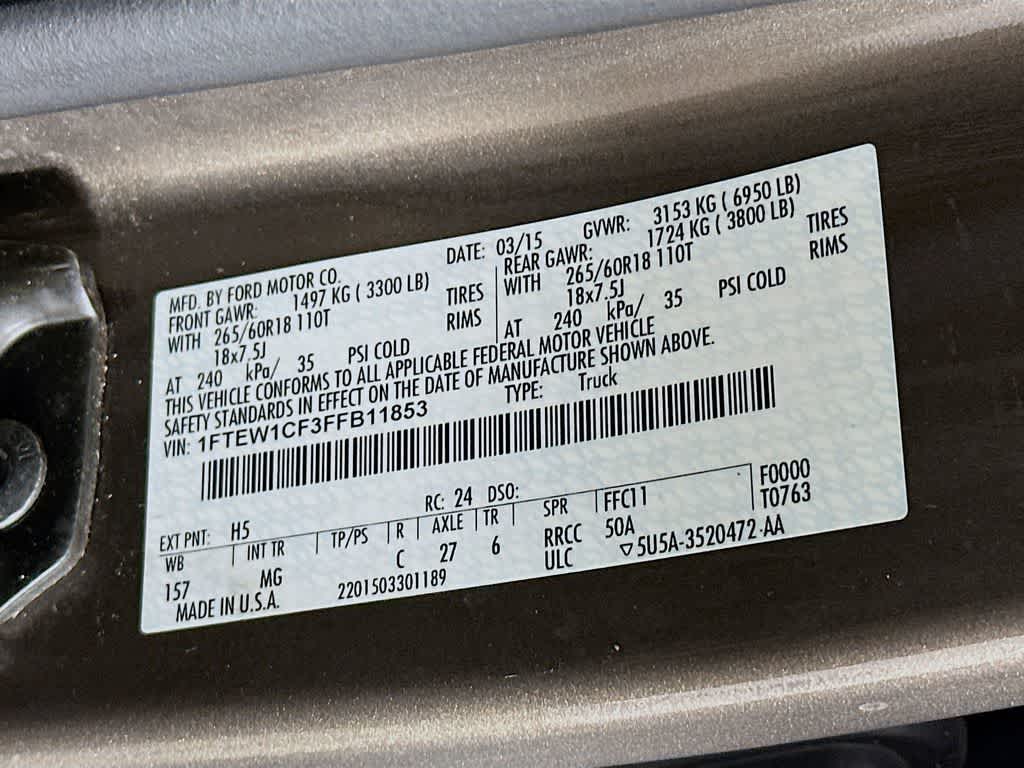 MFD. BY FORD MOTOR CO. DATE: 03/15 GVWR: 3153 KG ( 6950 LB)
FRONT GAWR: 1497 KG ( 3300 LB) REAR GAWR: 1724 KG ( 3800 LB)
WITH 265/60R18 110T TIRES WITH 265/60R18 110T TIRES
18x7.5J RIMS 18x7.5J RIMS
AT 240 kPa/ 35 PSI COLD AT 240 kPa/ 35 PSI COLD
THIS VEHICLE CONFORMS TO ALL APPLICABLE FEDERAL MOTOR VEHICLE
SAFETY STANDARDS IN EFFECT ON THE DATE OF MANUFACTURE SHOWN ABOVE.
VIN: 1FTEW1CF3FFB11853 TYPE: Truck
EXT PNT: H5 RC: 24 DSO: FFC11 F0000
WB INT TR TP/PS R AXLE TR SPR 50A T0763
157 MG C 27 6 RRCC
ULC 5U5A-3520472-AA
MADE IN U.S.A. 2201503301189